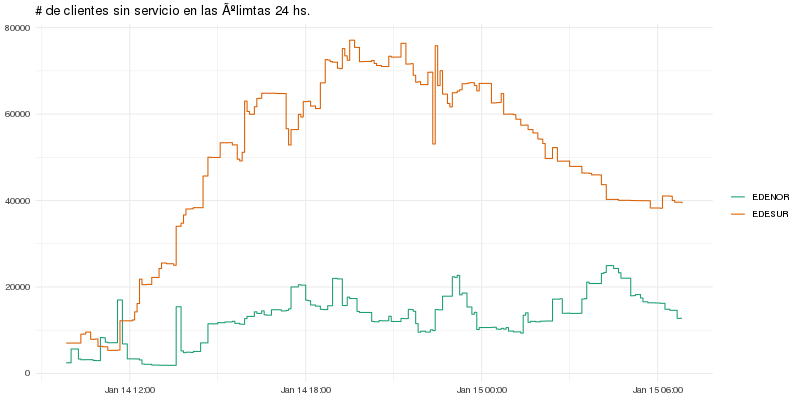 # de clientes sin servicio en las Ãºlimtas 24 hs.
80000
60000
40000
20000
0
Jan 14 12:00
Jan 14 18:00
Jan 15 00:00
Jan 15 06:00
EDENOR
EDESUR